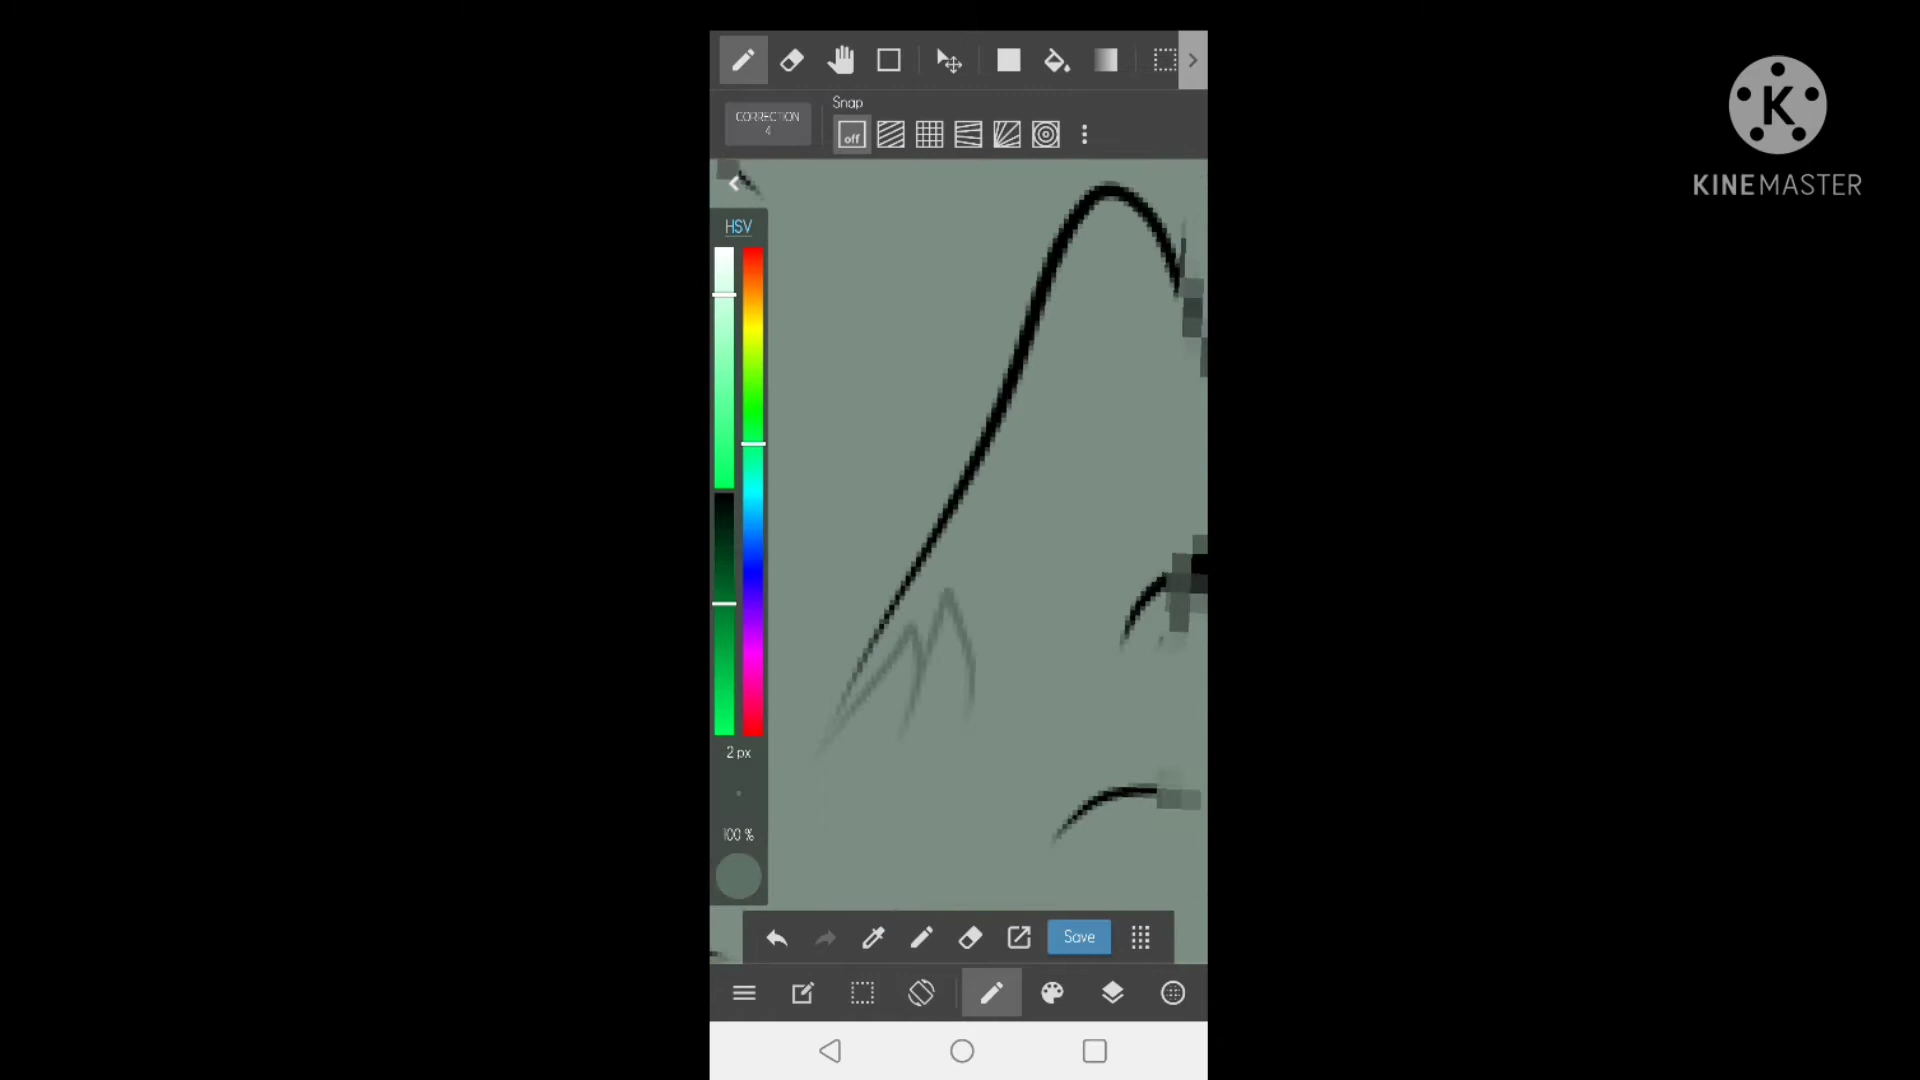 Snap
CORRECTION
4
off
HSV
2 px
100 %
Save
K
KINEMASTER